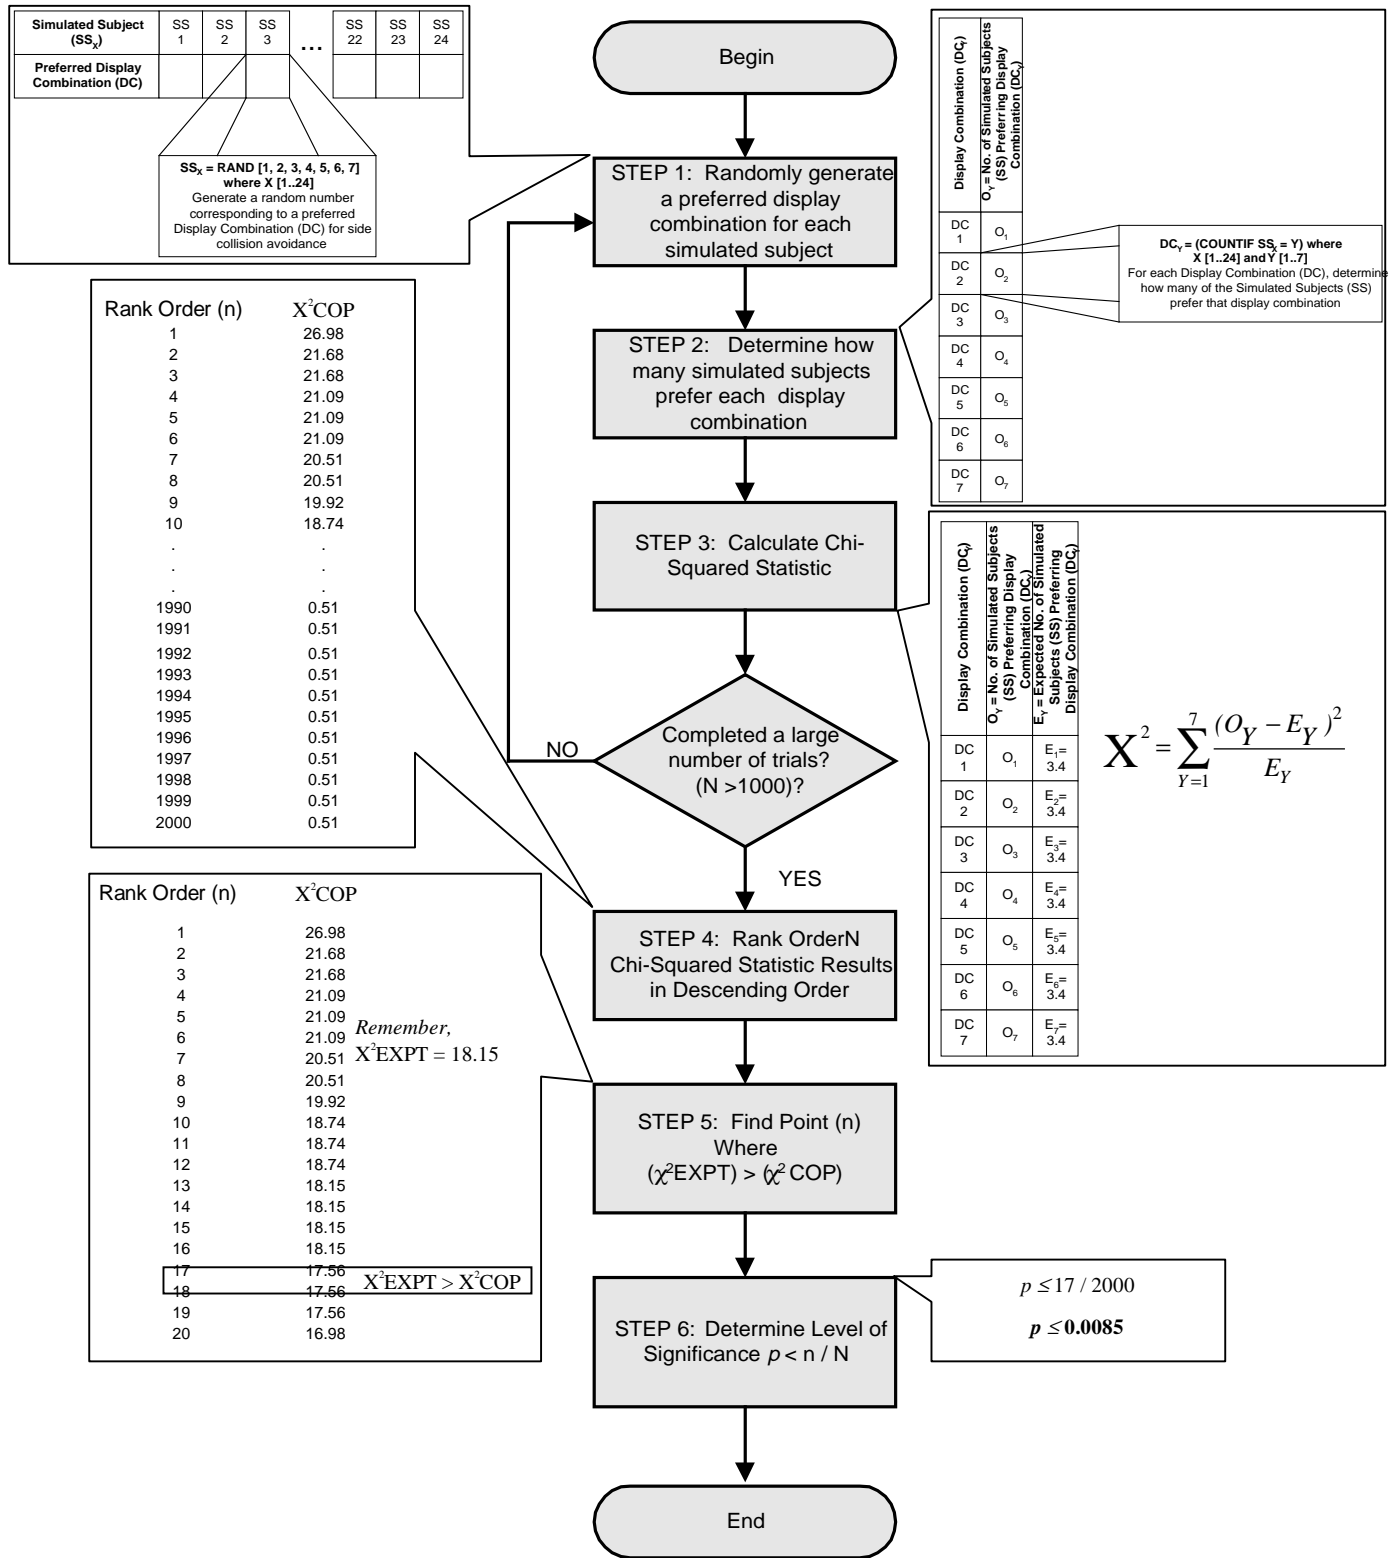 Simulated Subject
(SSX)
SS
1
SS
2
SS
3
...
SS
22
SS
23
SS
24
Preferred Display
Combination (DC)
SSX = RAND [1, 2, 3, 4, 5, 6, 7]
where X [1..24]
Generate a random number
corresponding to a preferred
Display Combination (DC) for side
collision avoidance
Begin
STEP 1: Randomly generate
a preferred display
combination for each
simulated subject
STEP 2: Determine how
many simulated subjects
prefer each display
combination
STEP 3: Calculate Chi-
Squared Statistic
Completed a large
number of trials?
(N >1000)?
NO
YES
STEP 4: Rank OrderN
Chi-Squared Statistic Results
in Descending Order
STEP 5: Find Point (n)
Where
(χ²EXPT) > (χ² COP)
STEP 6: Determine Level of
Significance p < n / N
End
Display Combination (DCY)
OY = No. of Simulated Subjects
(SS) Preferring Display
Combination (DCY)
DC
1
O1
DC
2
O2
DC
3
O3
DC
4
O4
DC
5
O5
DC
6
O6
DC
7
O7
DCY = (COUNTIF SSX = Y) where
X [1..24] and Y [1..7]
For each Display Combination (DC), determine
how many of the Simulated Subjects (SS)
prefer that display combination
Display Combination (DCY)
OY = No. of Simulated Subjects
(SS) Preferring Display
Combination (DCY)
EY = Expected No. of Simulated
Subjects (SS) Preferring
Display Combination (DCY)
DC
1
O1
E1=
3.4
DC
2
O2
E2=
3.4
DC
3
O3
E3=
3.4
DC
4
O4
E4=
3.4
DC
5
O5
E5=
3.4
DC
6
O6
E6=
3.4
DC
7
O7
E7=
3.4
X² = ∑ Y=1 7 (OY − EY)² / EY
Rank Order (n) X²COP
1 26.98
2 21.68
3 21.68
4 21.09
5 21.09
6 21.09
7 20.51
8 20.51
9 19.92
10 18.74
. .
. .
. .
1990 0.51
1991 0.51
1992 0.51
1993 0.51
1994 0.51
1995 0.51
1996 0.51
1997 0.51
1998 0.51
1999 0.51
2000 0.51
Rank Order (n) X²COP
1 26.98
2 21.68
3 21.68
4 21.09
5 21.09
6 21.09
7 20.51
8 20.51
9 19.92
10 18.74
11 18.74
12 18.74
13 18.15
14 18.15
15 18.15
16 18.15
17 17.56
18 17.56
19 17.56
20 16.98
Remember,
X²EXPT = 18.15
X²EXPT > X²COP
p ≤ 17 / 2000
p ≤ 0.0085